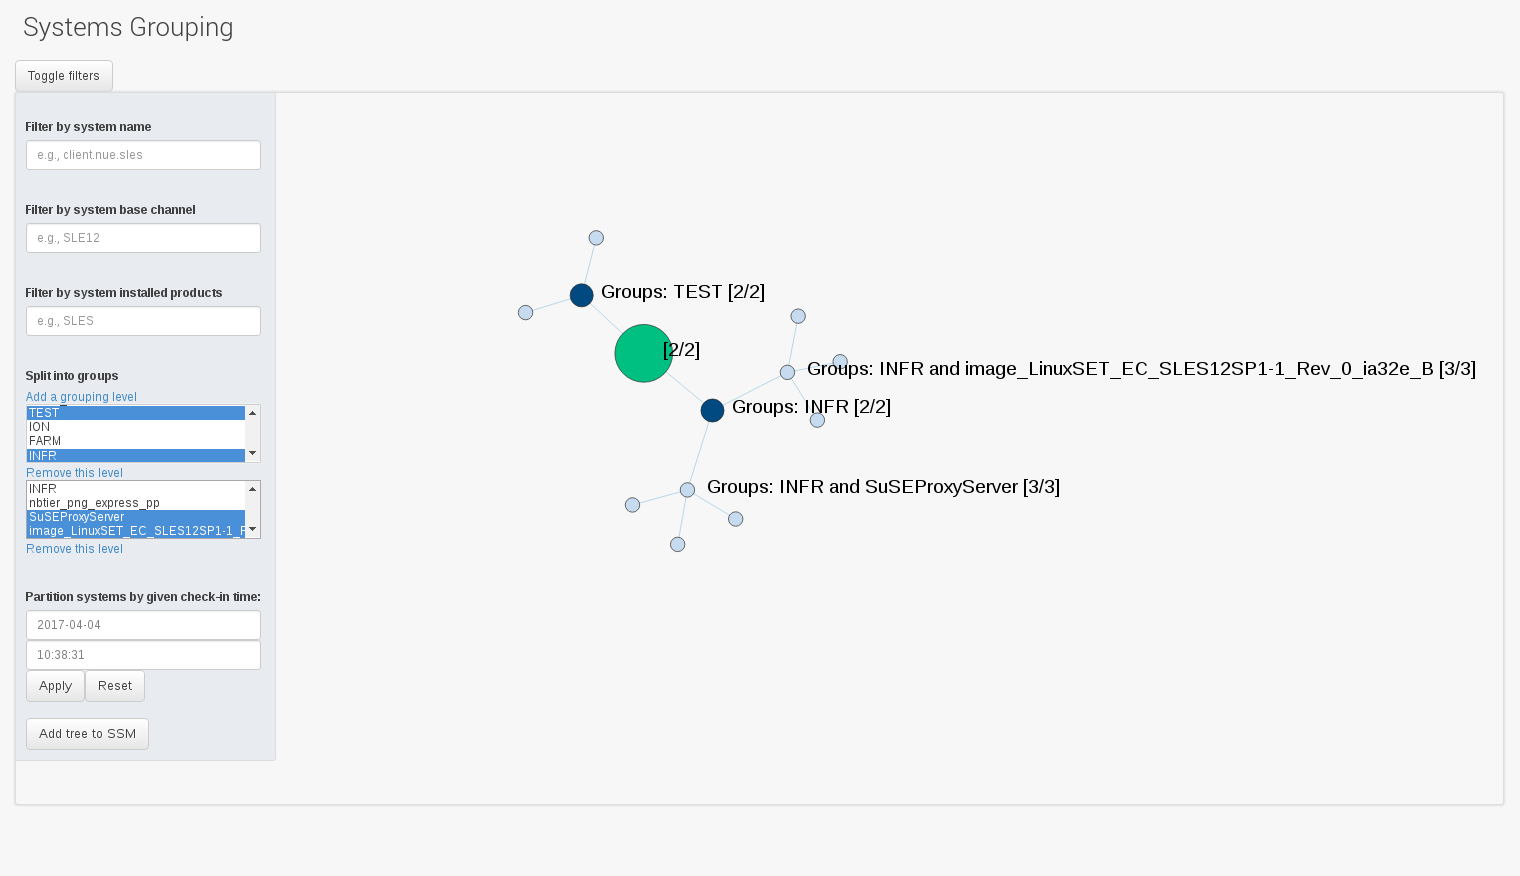 Systems Grouping
Toggle filters
Filter by system name
e.g., client.nue.sles
Filter by system base channel
e.g., SLE12
Filter by system installed products
e.g., SLES
Split into groups
Add a grouping level
TEST
ION
FARM
INFR
Remove this level
INFR
nbtier_png_express_pp
SuSEProxyServer
image_LinuxSET_EC_SLES12SP1-1_R
Remove this level
Partition systems by given check-in time:
2017-04-04
10:38:31
Apply Reset
Add tree to SSM
Groups: TEST [2/2]
[2/2]
Groups: INFR and image_LinuxSET_EC_SLES12SP1-1_Rev_0_ia32e_B [3/3]
Groups: INFR [2/2]
Groups: INFR and SuSEProxyServer [3/3]